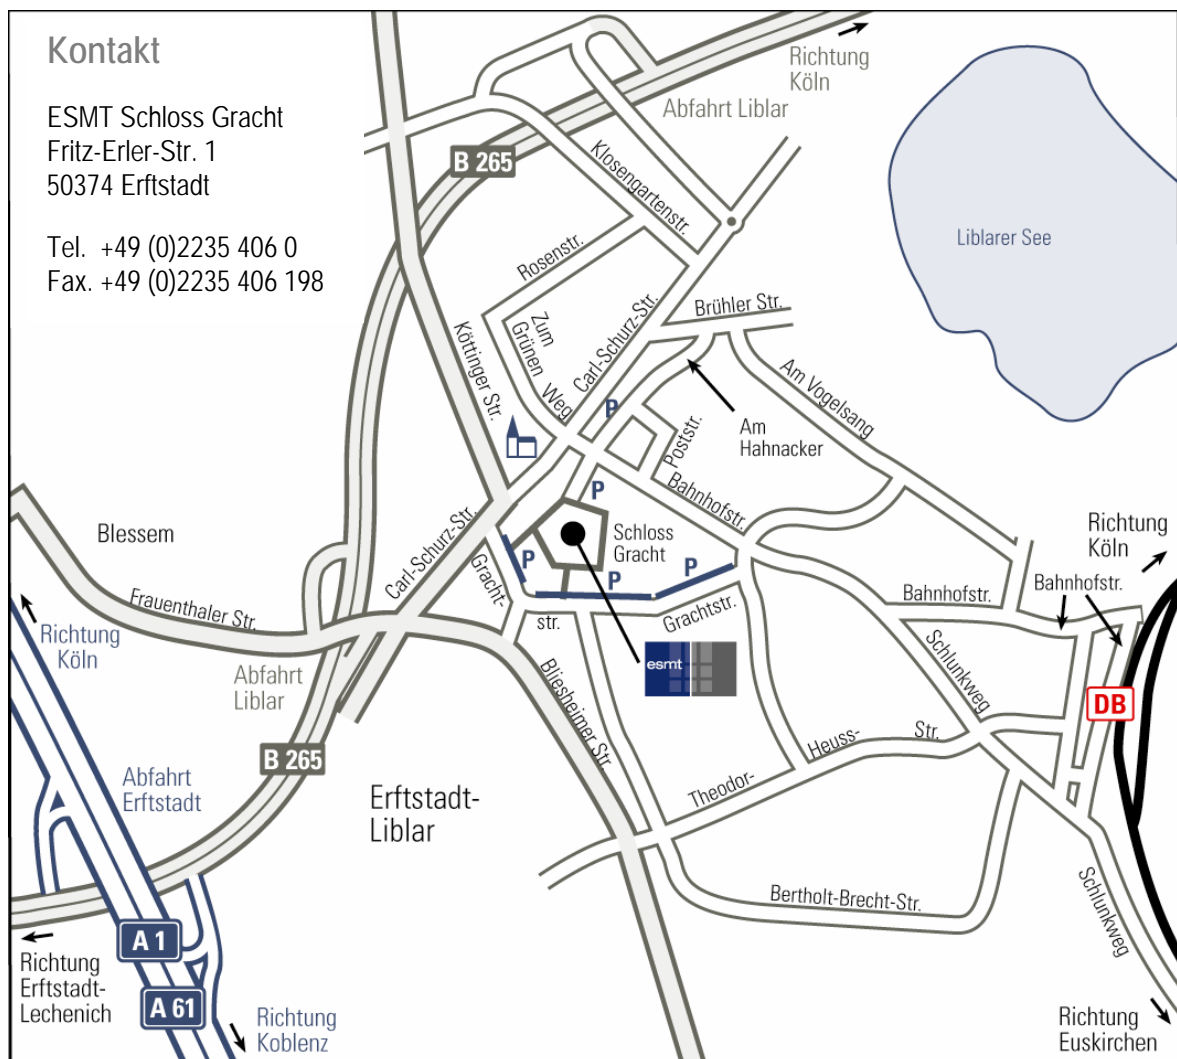 Kontakt
ESMT Schloss Gracht
Fritz-Erler-Str. 1
50374 Erftstadt
Tel. +49 (0)2235 406 0
Fax. +49 (0)2235 406 198
Richtung
Köln
Abfahrt Liblar
B 265
Klosengartenstr.
Liblarer See
Rosenstr.
Zum
Grünen
Weg
Köttinger Str.
Carl-Schurz-Str.
Brühler Str.
Am Vogelsang
Am
Hahnacker
P
Poststr.
Bahnhofstr.
P
Schloss
Gracht
P
P
P
Carl-Schurz-Str.
Gracht-
str.
Grachtstr.
Blessem
Frauenthaler Str.
Richtung
Köln
Abfahrt
Liblar
B 265
Richtung
Köln
Bahnhofstr.
Bahnhofstr.
esmt
Schlunkweg
DB
Bliesheimer Str.
Theodor-
Heuss-
Str.
Abfahrt
Erftstadt
Erftstadt-
Liblar
Bertholt-Brecht-Str.
Schlunkweg
A 1
A 61
Richtung
Erftstadt-
Lechenich
Richtung
Koblenz
Richtung
Euskirchen